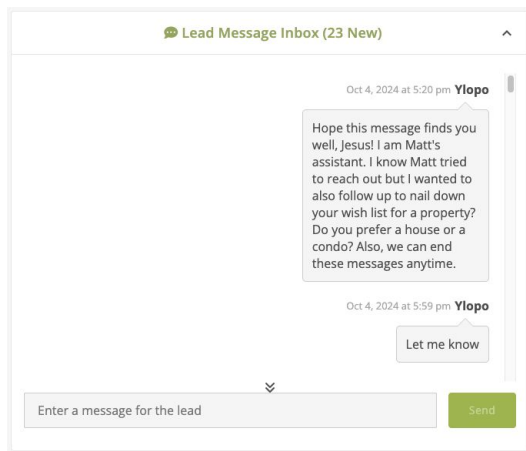 Lead Message Inbox (23 New)
Oct 4, 2024 at 5:20 pm Ylopo
Hope this message finds you
well, Jesus! I am Matt's
assistant. I know Matt tried
to reach out but I wanted to
also follow up to nail down
your wish list for a property?
Do you prefer a house or a
condo? Also, we can end
these messages anytime.
Oct 4, 2024 at 5:59 pm Ylopo
Let me know
Enter a message for the lead
Send